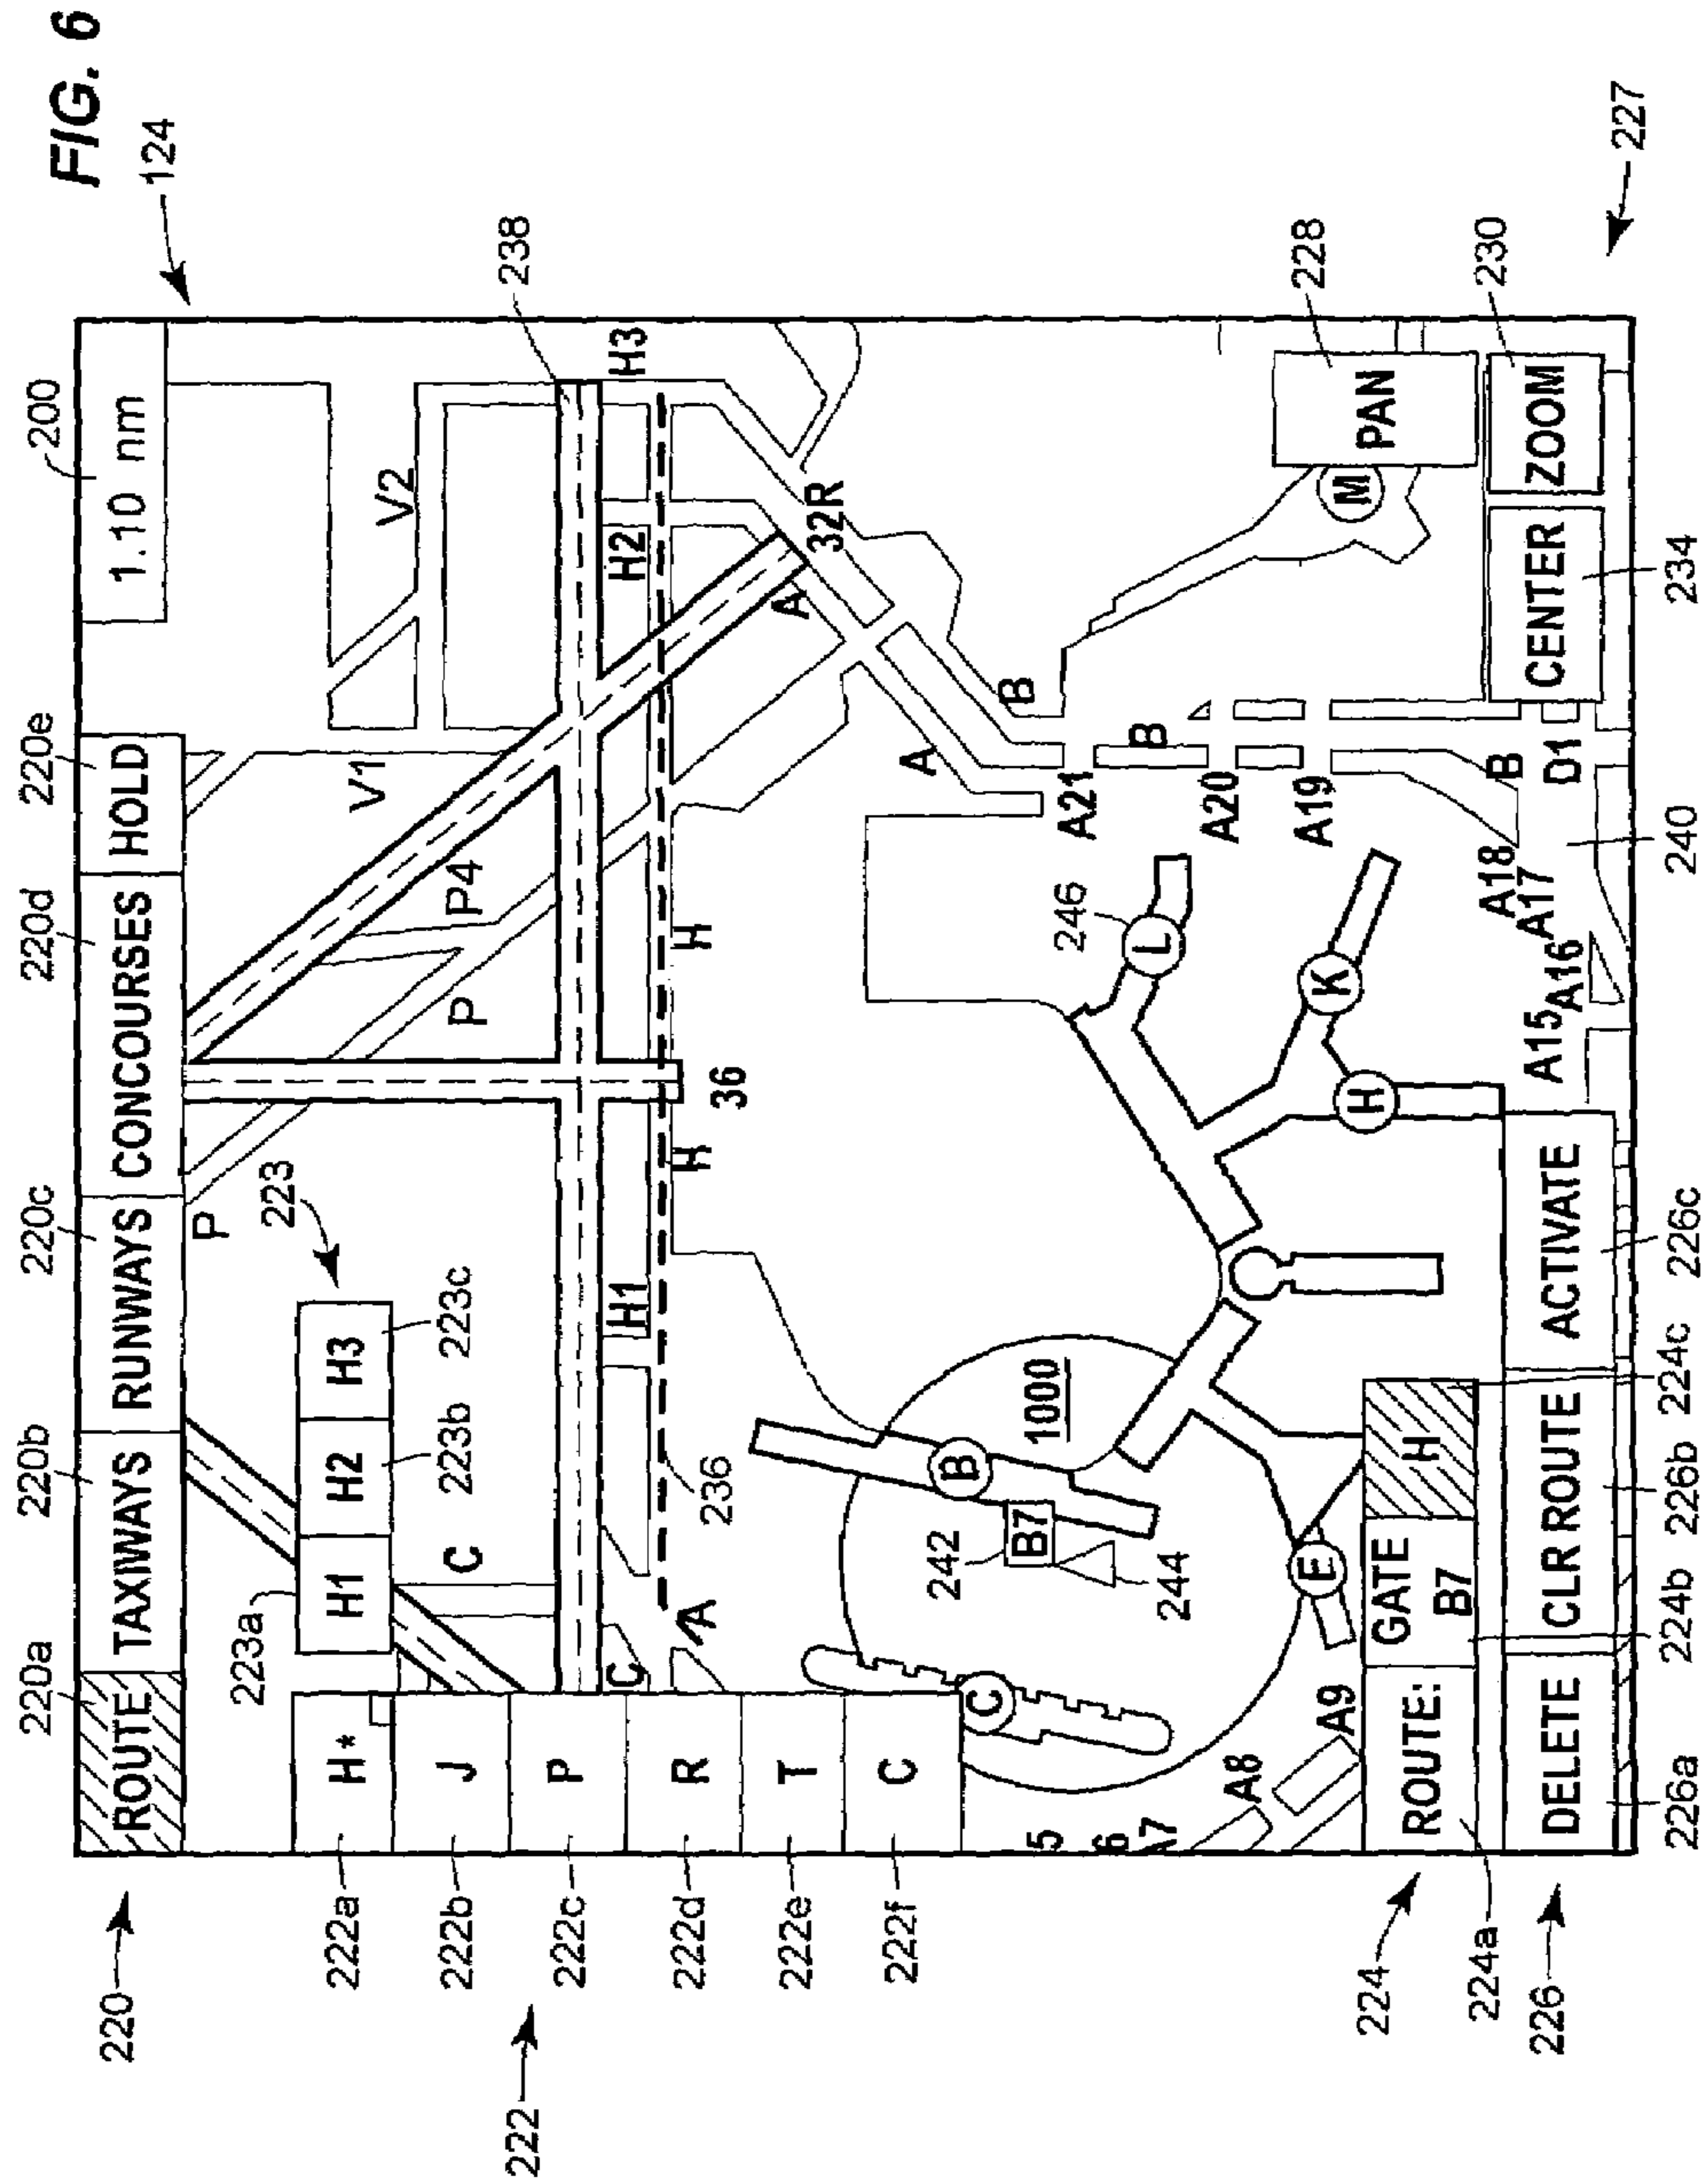 FIG. 6
124
200
220e
220d
220c
220b
220a
220
ROUTE
TAXIWAYS
RUNWAYS
CONCOURSES
HOLD
1.10 nm
223
223a
223b
223c
H1
H2
H3
P
P
P4
V1
V2
C
238
222
222a
222b
222c
222d
222e
222f
H*
J
P
R
T
C
C
H1
H2
H3
H
H
A
236
36
32R
A
A
B
B
B
D1
242
B7
244
B
1000
C
E
246
L
K
H
M
A21
A20
A19
A18
A17
A16
A15
5
6
A7
A8
A9
PAN
228
ROUTE:
GATE
B7
H
224
224a
224b
224c
DELETE
CLR ROUTE
ACTIVATE
CENTER
ZOOM
226
226a
226b
226c
240
234
230
227